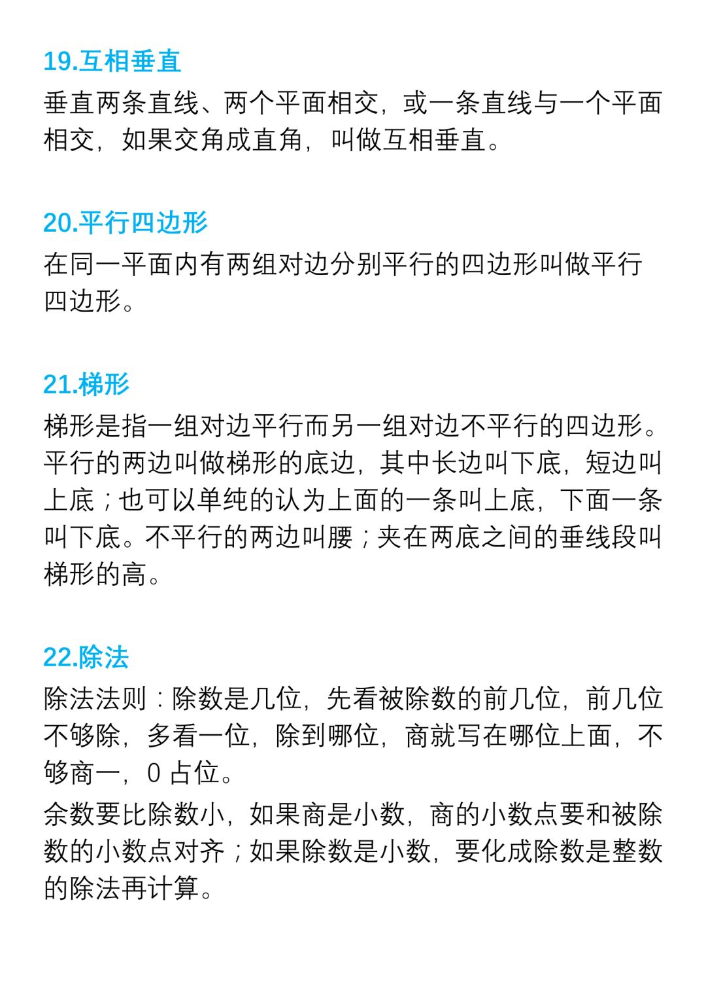 19.互相垂直
垂直两条直线、两个平面相交，或一条直线与一个平面
相交，如果交角成直角，叫做互相垂直。
20.平行四边形
在同一平面内有两组对边分别平行的四边形叫做平行
四边形。
21.梯形
梯形是指一组对边平行而另一组对边不平行的四边形。
平行的两边叫做梯形的底边，其中长边叫下底，短边叫
上底；也可以单纯的认为上面的一条叫上底，下面一条
叫下底。不平行的两边叫腰；夹在两底之间的垂线段叫
梯形的高。
22.除法
除法法则：除数是几位，先看被除数的前几位，前几位
不够除，多看一位，除到哪位，商就写在哪位上面，不
够商一，0 占位。
余数要比除数小，如果商是小数，商的小数点要和被除
数的小数点对齐；如果除数是小数，要化成除数是整数
的除法再计算。